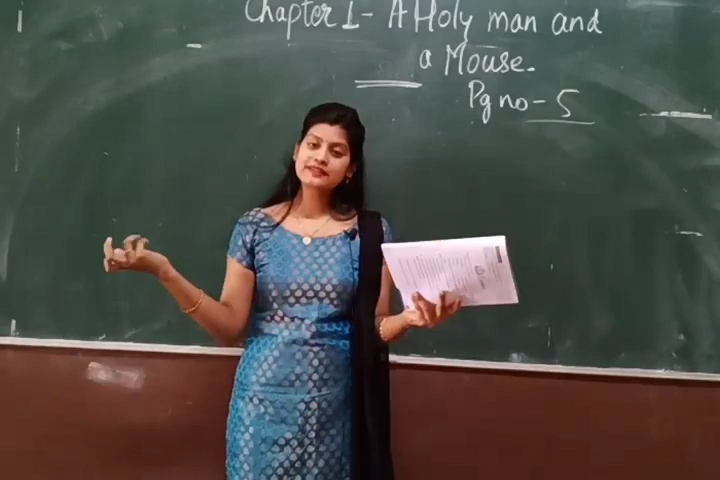 Chapter 1- A Holy man and
a Mouse.
Pg no- 5